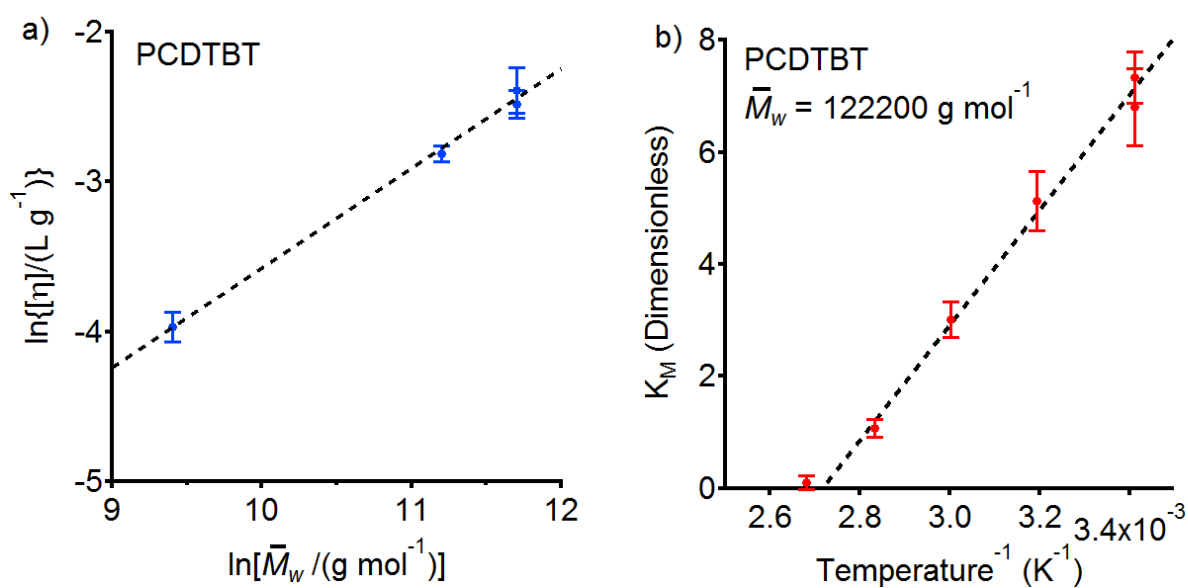 a)
PCDTBT
-2
-3
-4
-5
ln{[η]/(L g⁻¹)}
9 10 11 12
ln[M̄w /(g mol⁻¹)]
b)
PCDTBT
M̄w = 122200 g mol⁻¹
8
6
4
2
0
K_M (Dimensionless)
2.6 2.8 3.0 3.2 3.4x10⁻³
Temperature⁻¹ (K⁻¹)